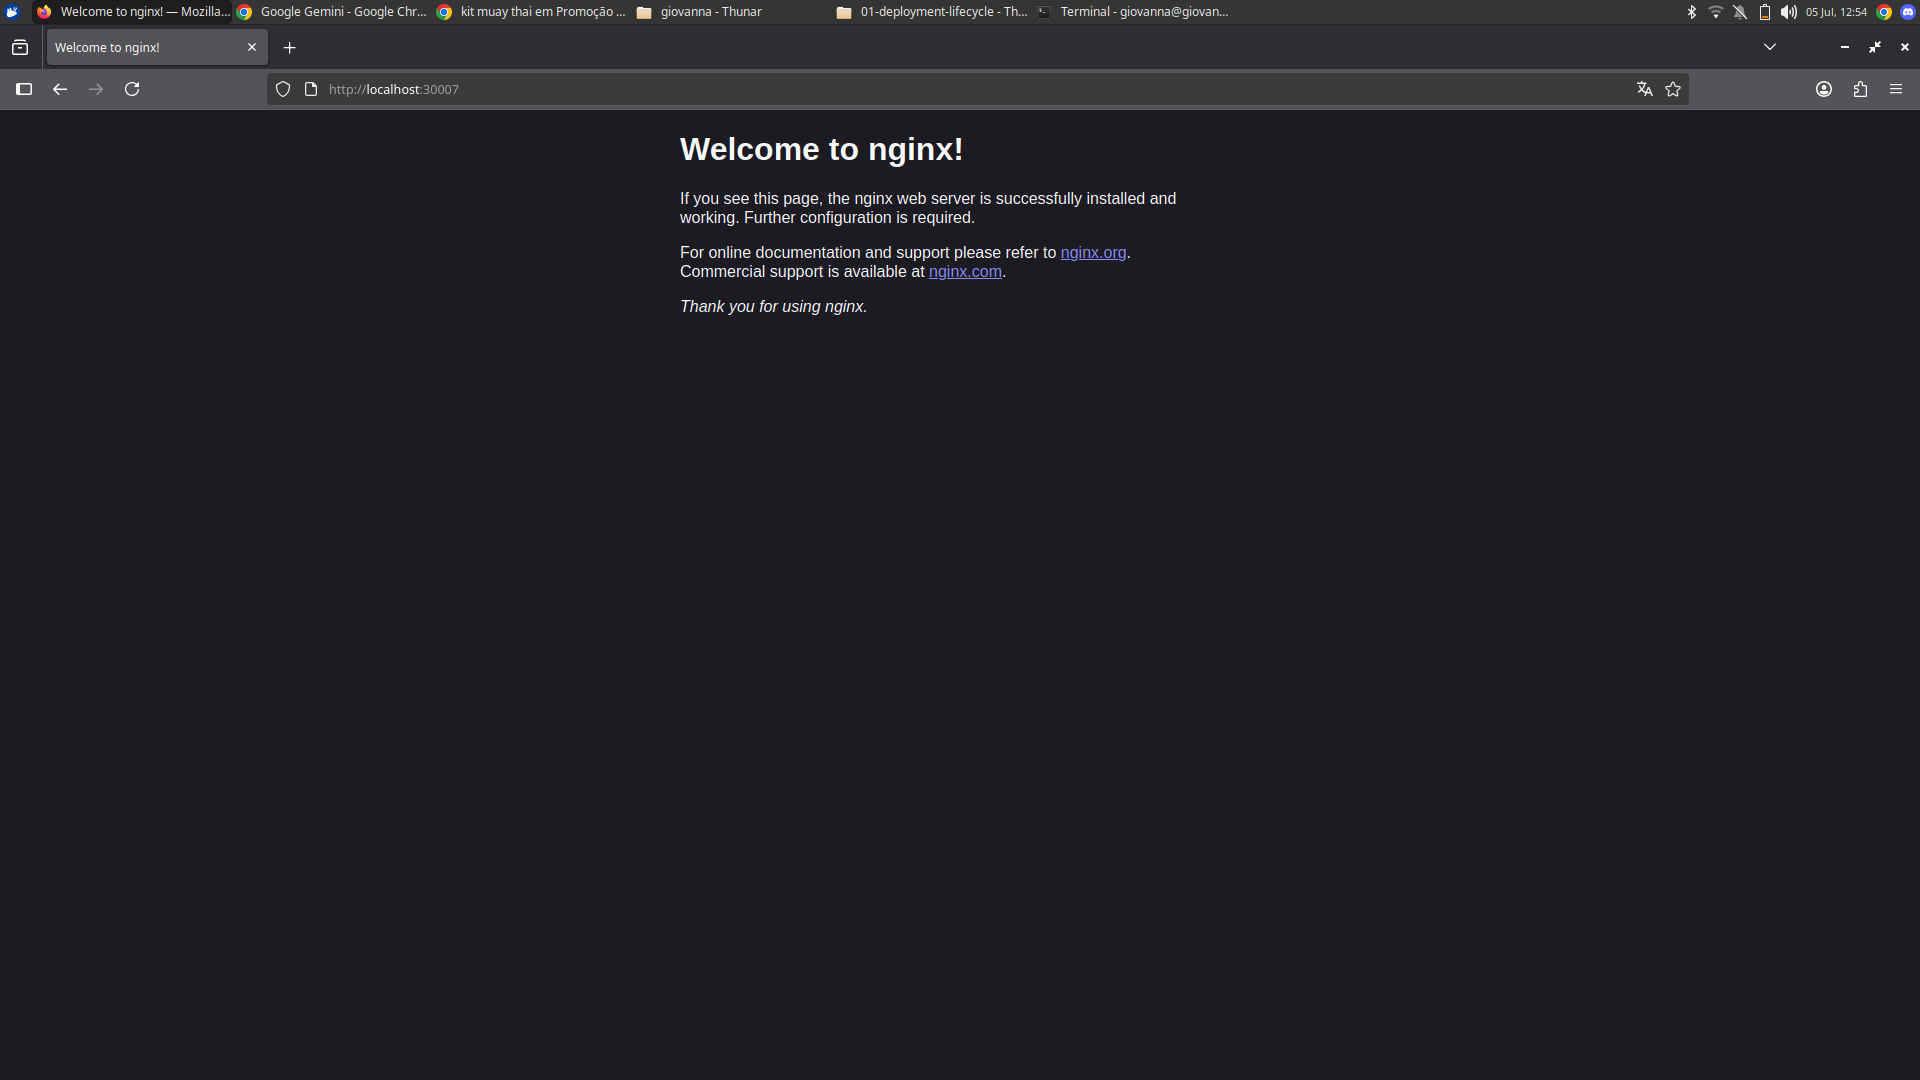 Welcome to nginx! — Mozilla...
Google Gemini - Google Chr...
kit muay thai em Promoção ...
giovanna - Thunar
01-deployment-lifecycle - Th...
Terminal - giovanna@giovan...
05 Jul, 12:54
Welcome to nginx!
http://localhost:30007
Welcome to nginx!
If you see this page, the nginx web server is successfully installed and
working. Further configuration is required.
For online documentation and support please refer to nginx.org.
Commercial support is available at nginx.com.
Thank you for using nginx.